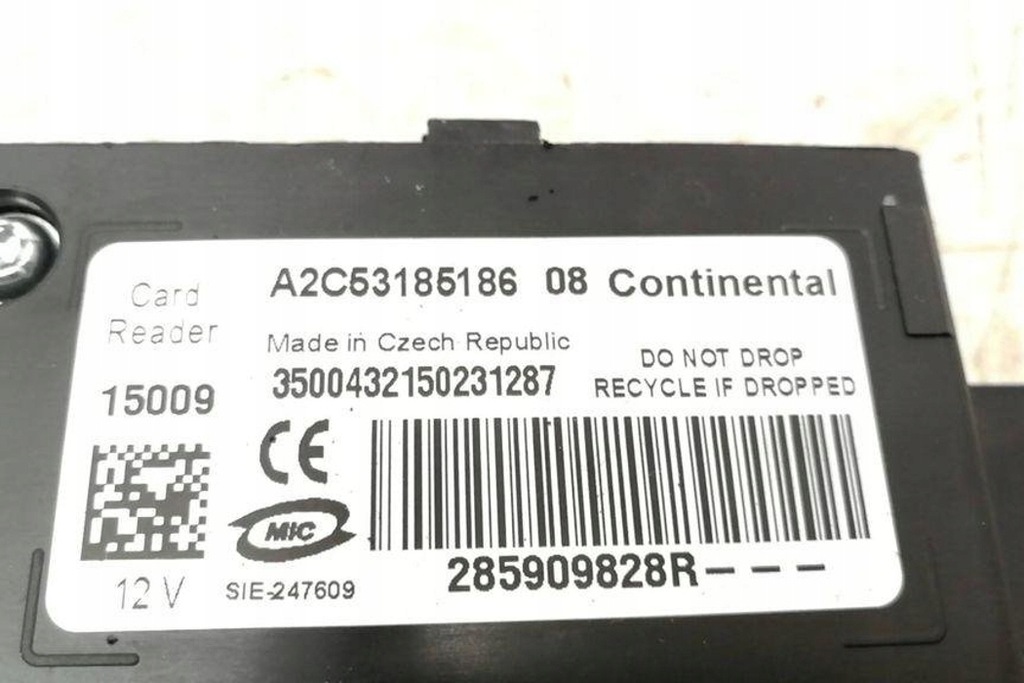 Card
Reader
15009
12 V
A2C53185186 08 Continental
Made in Czech Republic
3500432150231287
DO NOT DROP
RECYCLE IF DROPPED
CE
MIC
SIE-247609
285909828R---